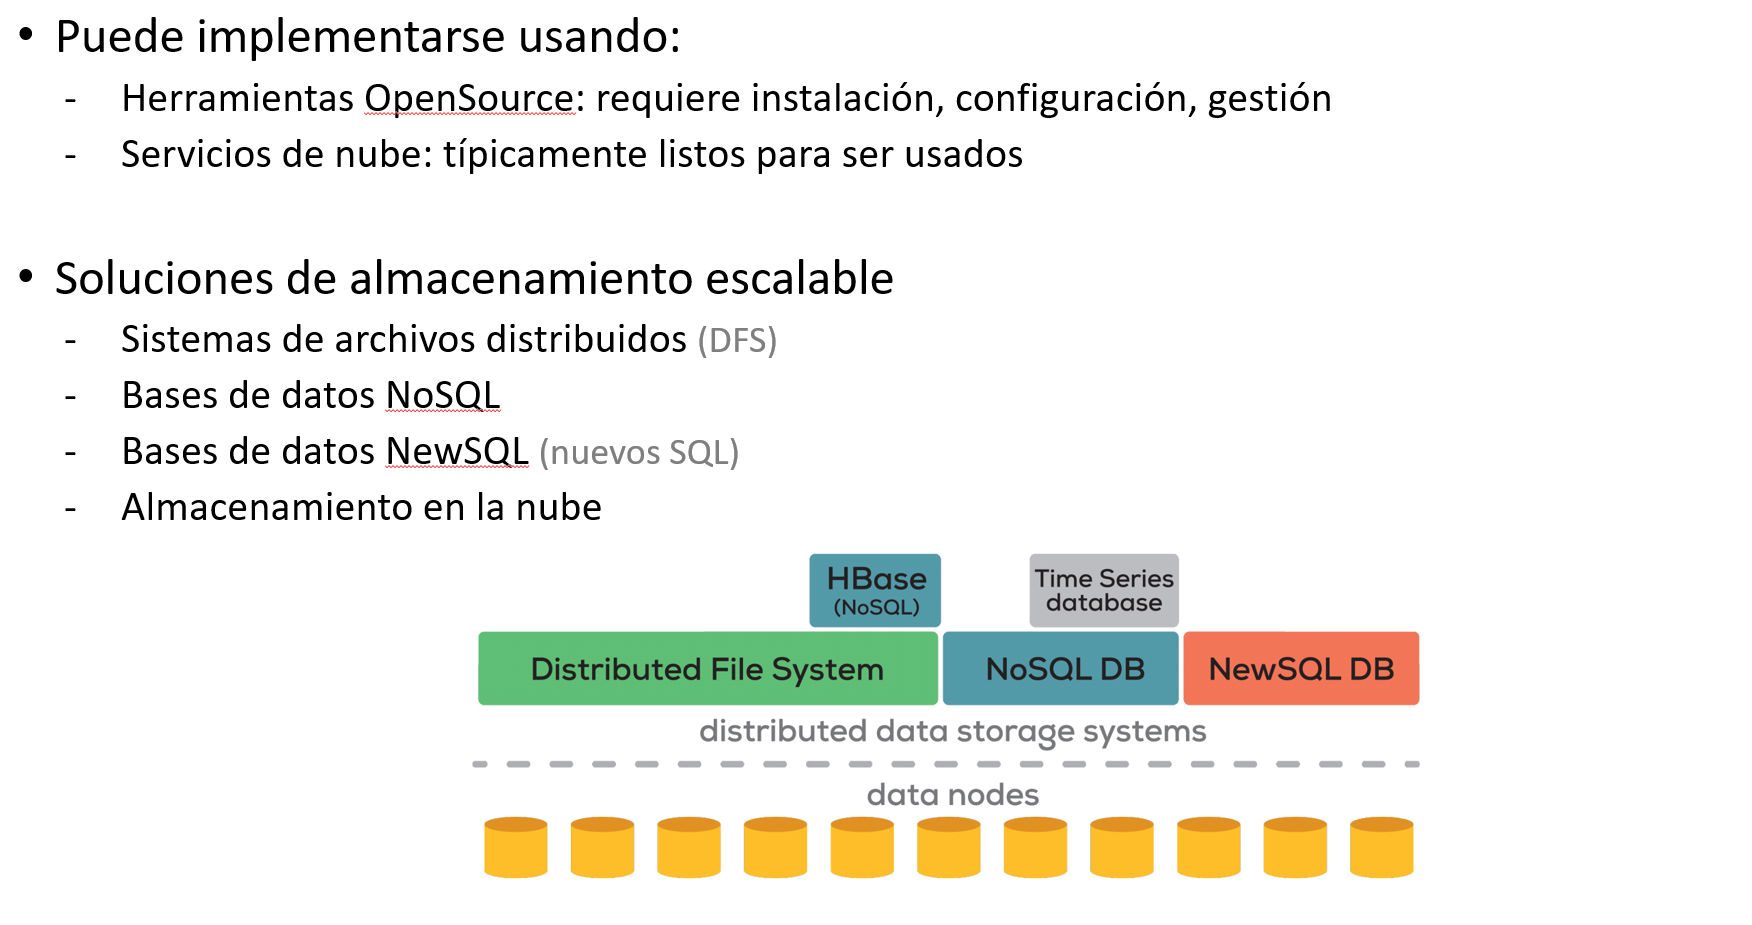 • Puede implementarse usando:
- Herramientas OpenSource: requiere instalación, configuración, gestión
- Servicios de nube: típicamente listos para ser usados
• Soluciones de almacenamiento escalable
- Sistemas de archivos distribuidos (DFS)
- Bases de datos NoSQL
- Bases de datos NewSQL (nuevos SQL)
- Almacenamiento en la nube
HBase
(NoSQL)
Time Series
database
Distributed File System
NoSQL DB
NewSQL DB
distributed data storage systems
data nodes